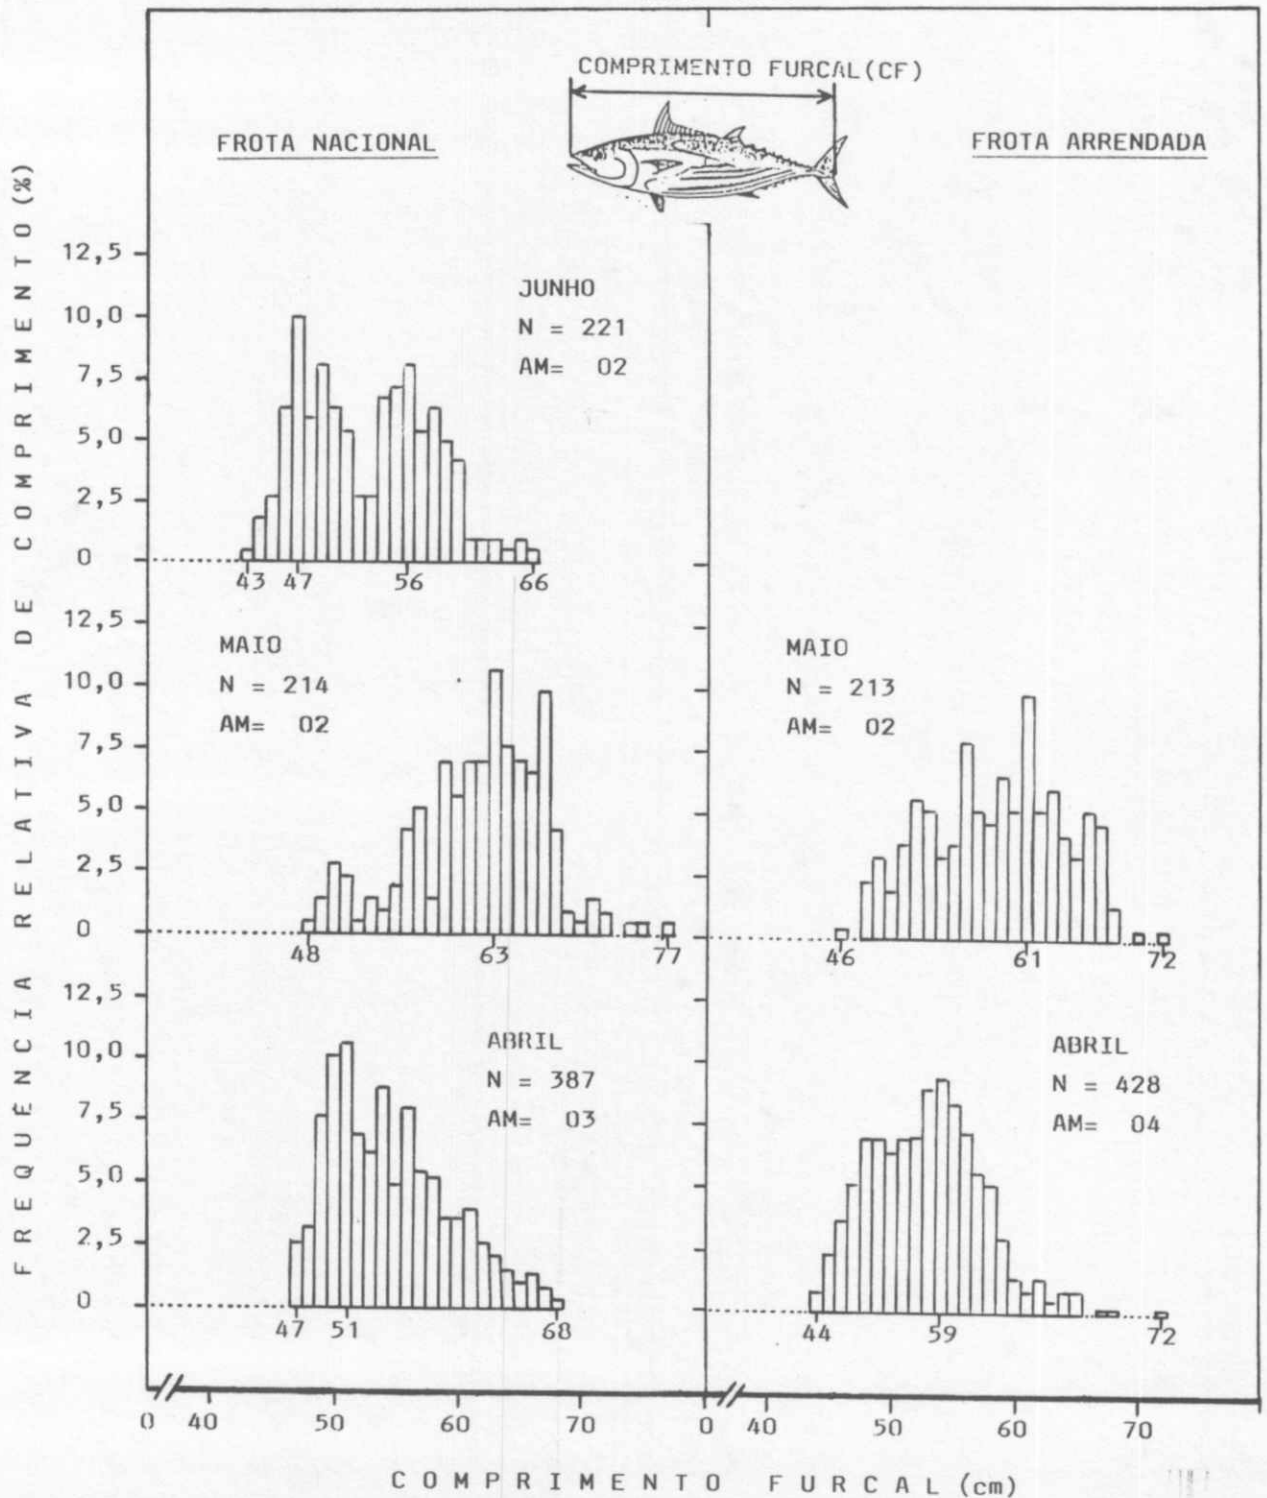 COMPRIMENTO FURCAL(CF)
FROTA NACIONAL
FROTA ARRENDADA
FREQUÊNCIA RELATIVA DE COMPRIMENTO (%)
12,5
10,0
7,5
5,0
2,5
0
JUNHO
N = 221
AM= 02
43 47 56 66
12,5
10,0
7,5
5,0
2,5
0
MAIO
N = 214
AM= 02
48 63 77
MAIO
N = 213
AM= 02
46 61 72
12,5
10,0
7,5
5,0
2,5
0
ABRIL
N = 387
AM= 03
47 51 68
ABRIL
N = 428
AM= 04
44 59 72
0 40 50 60 70 0 40 50 60 70
COMPRIMENTO FURCAL (cm)